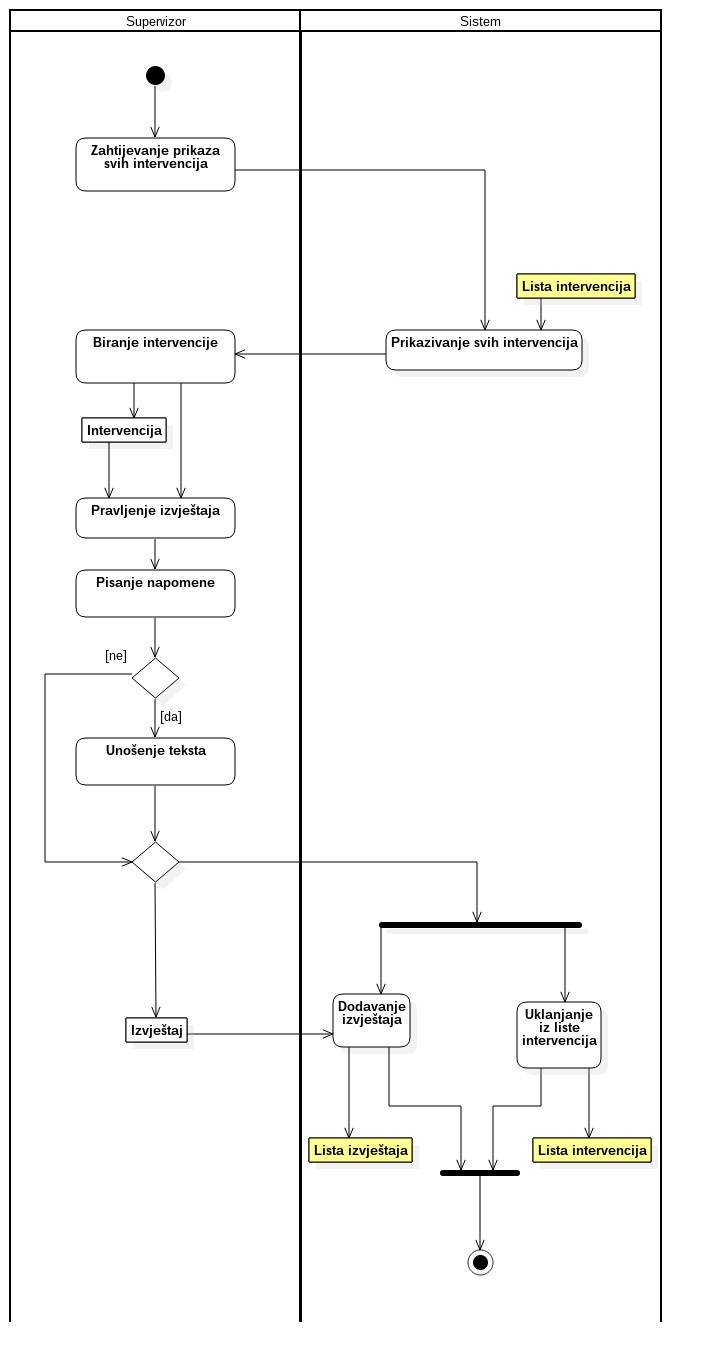 Supervizor
Sistem
Zahtijevanje prikaza
svih intervencija
Lista intervencija
Biranje intervencije
Prikazivanje svih intervencija
Intervencija
Pravljenje izvještaja
Pisanje napomene
[ne]
[da]
Unošenje teksta
Dodavanje
izvještaja
Uklanjanje
iz liste
intervencija
Izvještaj
Lista izvještaja
Lista intervencija